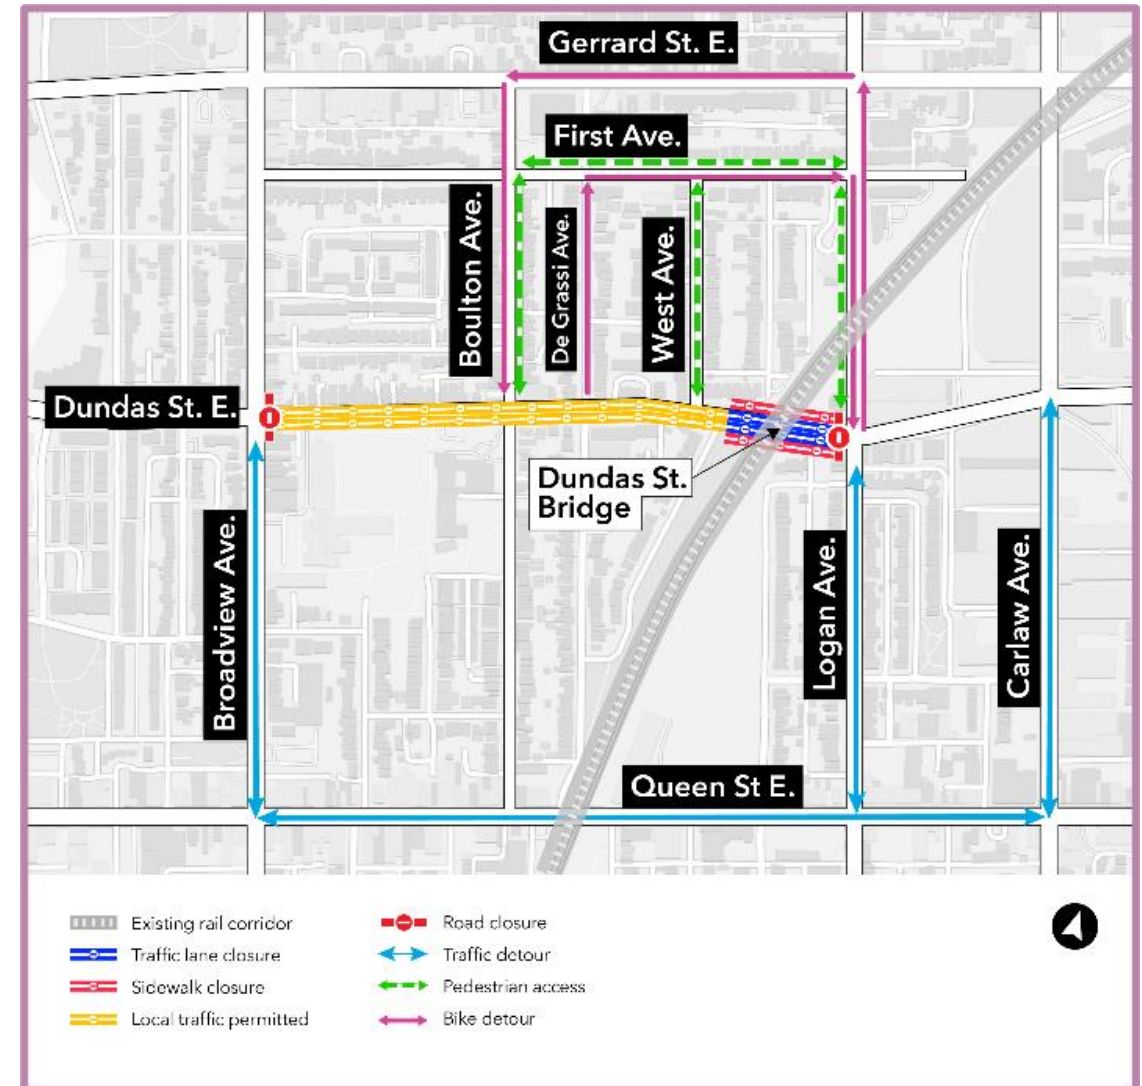 Gerrard St. E.
First Ave.
Boulton Ave.
De Grassi Ave.
West Ave.
Dundas St. E.
Dundas St.
Bridge
Broadview Ave.
Logan Ave.
Carlaw Ave.
Queen St E.
Existing rail corridor
Traffic lane closure
Sidewalk closure
Local traffic permitted
Road closure
Traffic detour
Pedestrian access
Bike detour